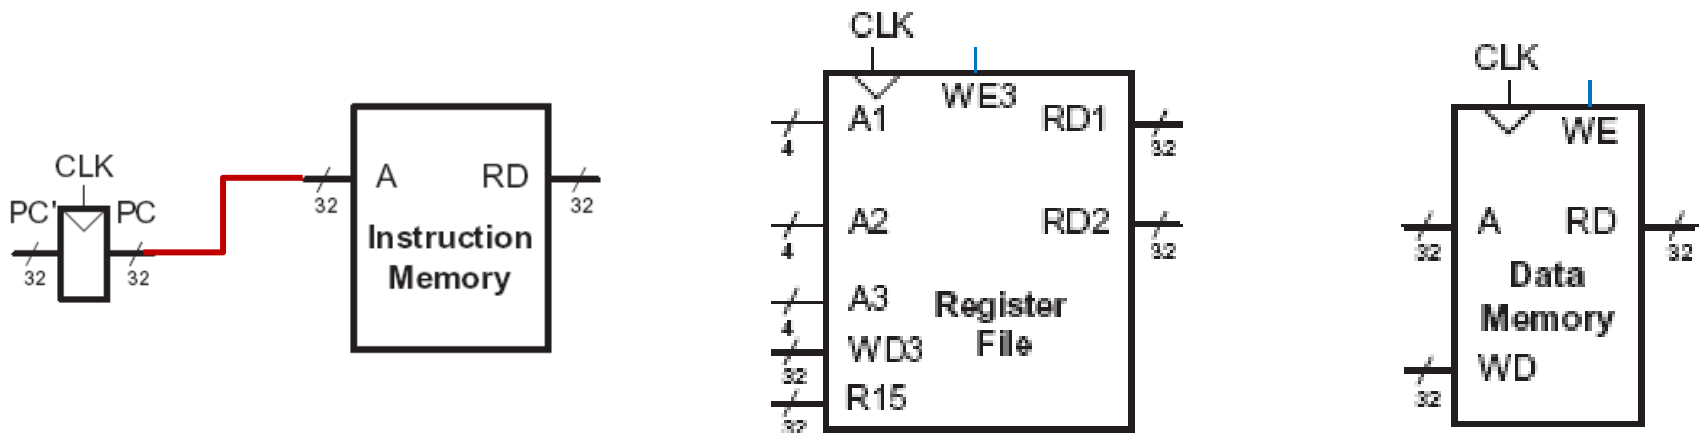 CLK
PC'
PC
32
32
32
A
RD
32
Instruction
Memory
CLK
WE3
A1
RD1
4
32
A2
RD2
4
32
A3
4
Register
File
WD3
32
R15
32
CLK
WE
A
RD
32
32
Data
Memory
WD
32